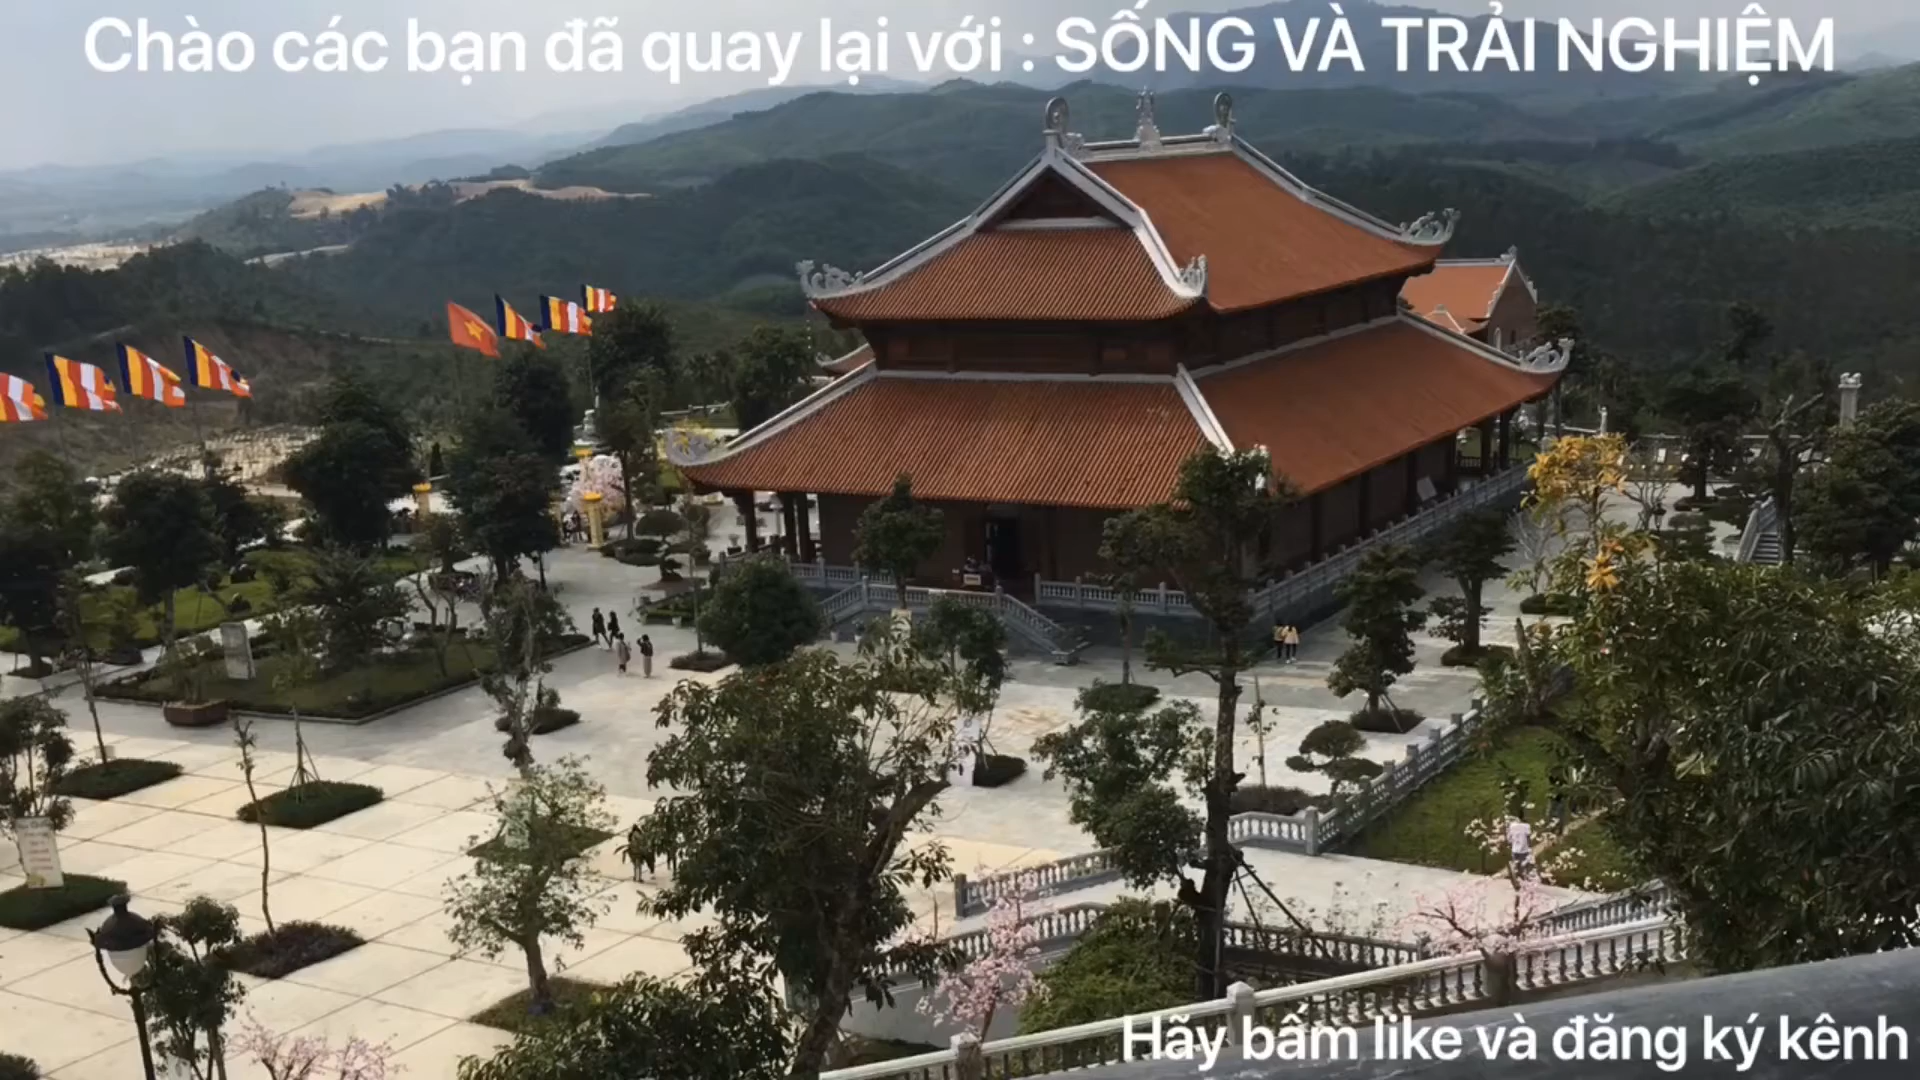 Chào các bạn đã quay lại với : SỐNG VÀ TRẢI NGHIỆM
Hãy bấm like và đăng ký kênh